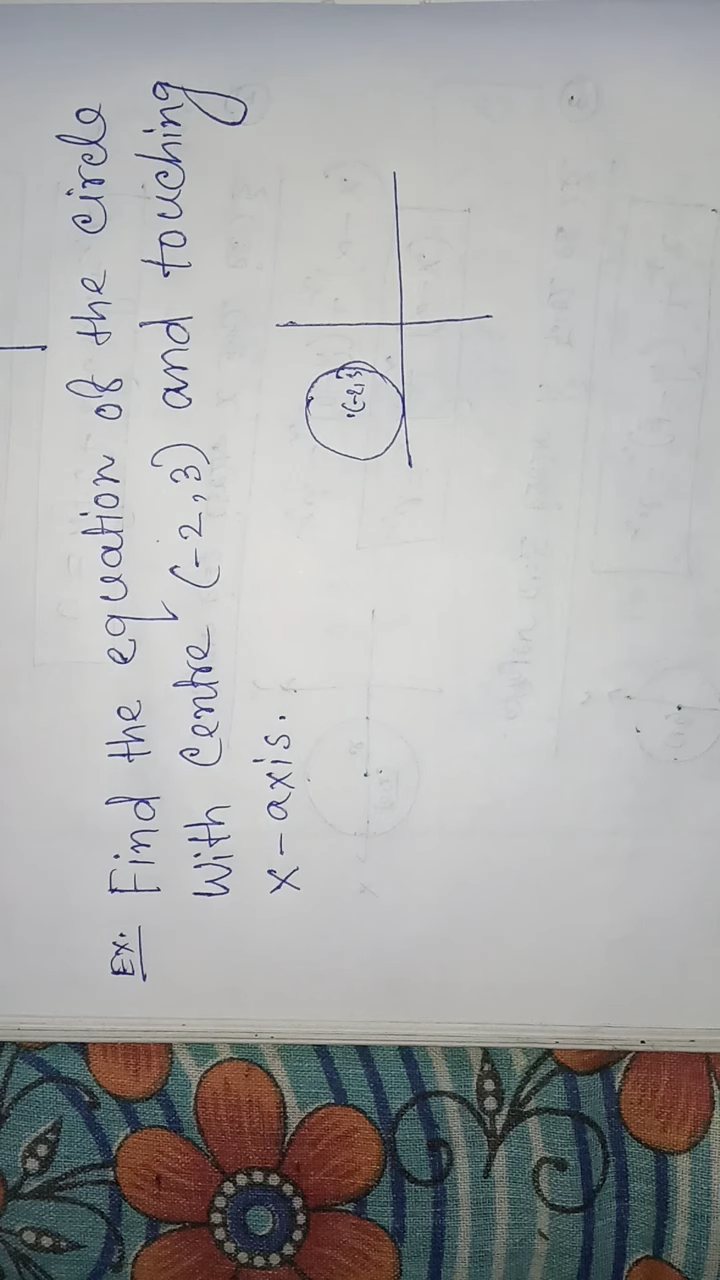 Ex. Find the equation of the circle
With Centre (-2,3) and touching
x-axis.
(-2,3)